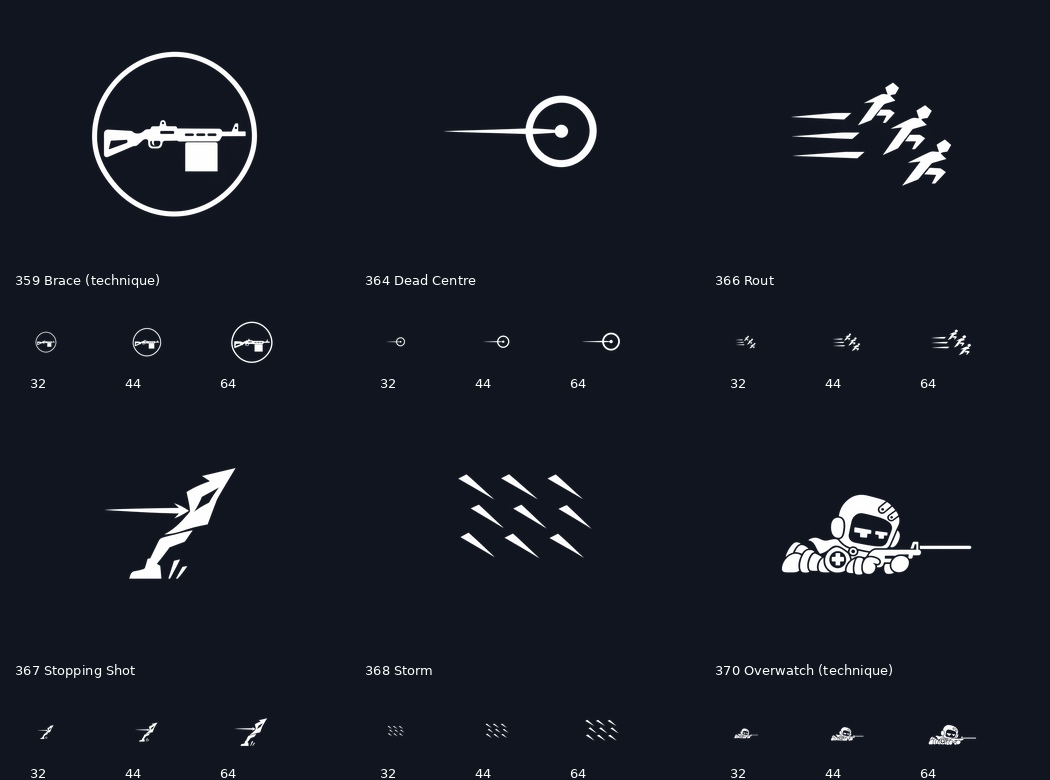 359 Brace (technique)
364 Dead Centre
366 Rout
32 44 64
32 44 64
32 44 64
367 Stopping Shot
368 Storm
370 Overwatch (technique)
32 44 64
32 44 64
32 44 64